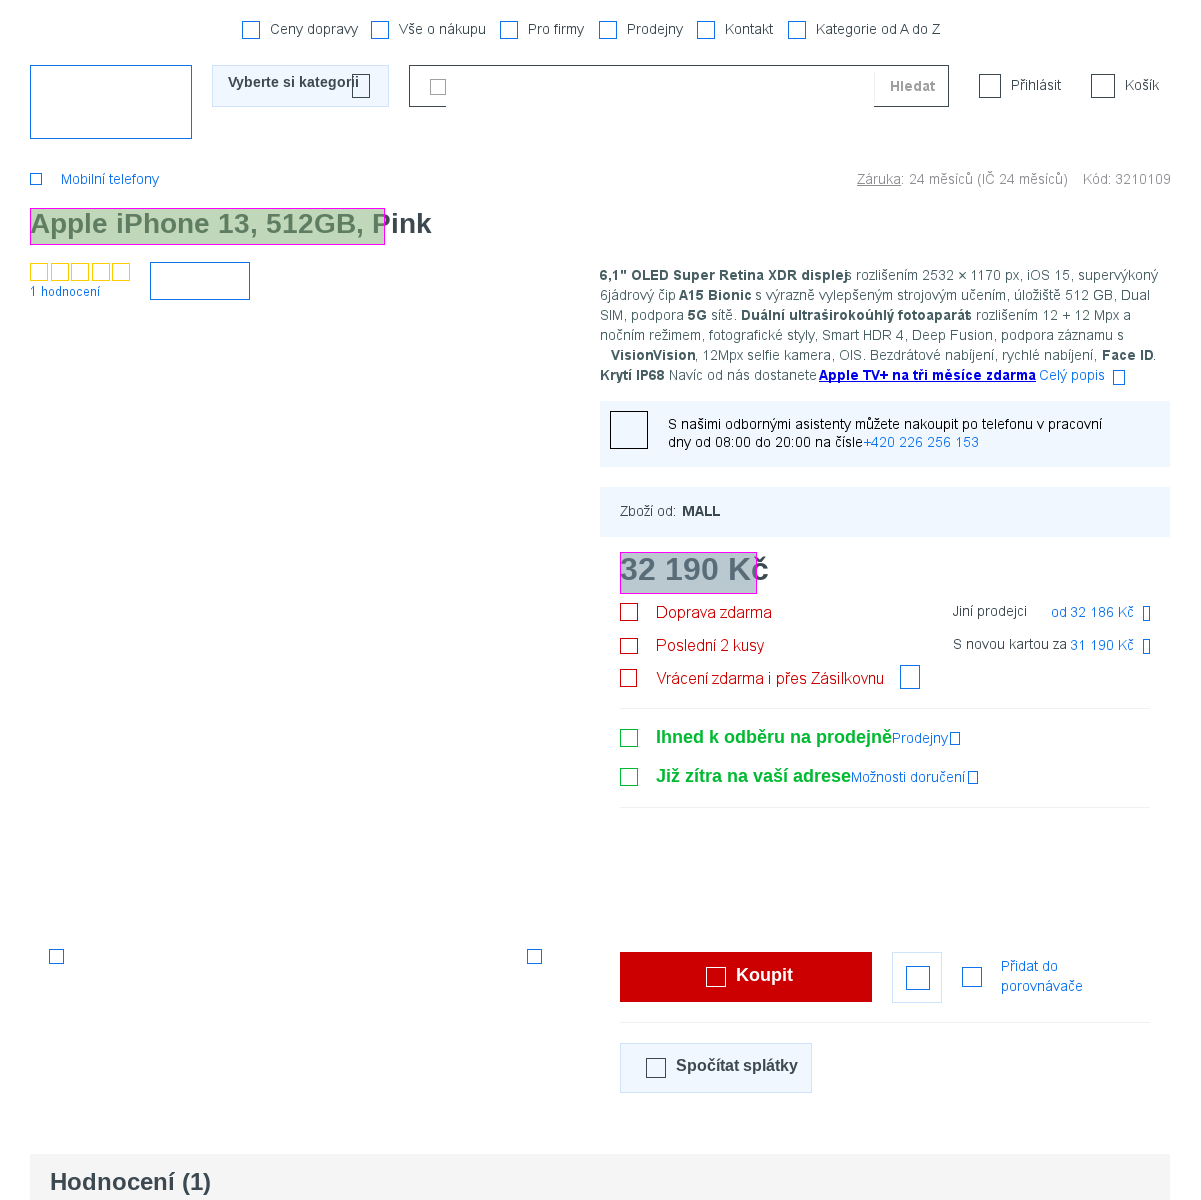 Ceny dopravy Vše o nákupu Pro firmy Prodejny Kontakt Kategorie od A do Z
Vyberte si kategorii Hledat Přihlásit Košík
Mobilní telefony Záruka: 24 měsíců (IČ 24 měsíců) Kód: 3210109
Apple iPhone 13, 512GB, Pink
1 hodnocení
6,1" OLED Super Retina XDR displej s rozlišením 2532 × 1170 px, iOS 15, supervýkoný
6jádrový čip A15 Bionic s výrazně vylepšeným strojovým učením, úložiště 512 GB, Dual
SIM, podpora 5G sítě. Duální ultraširokoúhlý fotoaparát s rozlišením 12 + 12 Mpx a
nočním režimem, fotografické styly, Smart HDR 4, Deep Fusion, podpora záznamu s
VisionVision, 12Mpx selfie kamera, OIS. Bezdrátové nabíjení, rychlé nabíjení, Face ID.
Krytí IP68 Navíc od nás dostanete Apple TV+ na tři měsíce zdarma Celý popis
S našimi odbornými asistenty můžete nakoupit po telefonu v pracovní
dny od 08:00 do 20:00 na čísle +420 226 256 153
Zboží od: MALL
32 190 Kč
Doprava zdarma Jiní prodejci od 32 186 Kč
Poslední 2 kusy S novou kartou za 31 190 Kč
Vrácení zdarma i přes Zásilkovnu
Ihned k odběru na prodejně Prodejny
Již zítra na vaší adrese Možnosti doručení
Koupit
Přidat do
porovnávače
Spočítat splátky
Hodnocení (1)